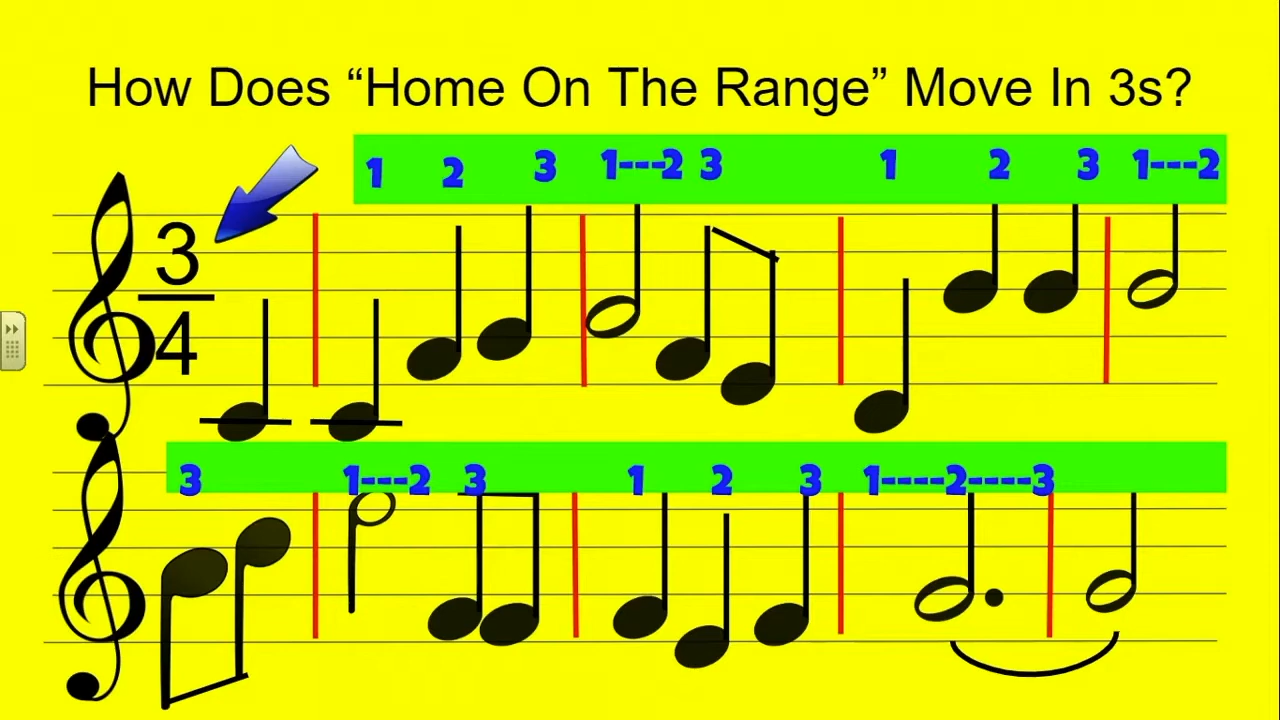 How Does “Home On The Range” Move In 3s?
1 2 3 1---2 3 1 2 3 1---2
3
4
3 1---2 3 1 2 3 1----2----3